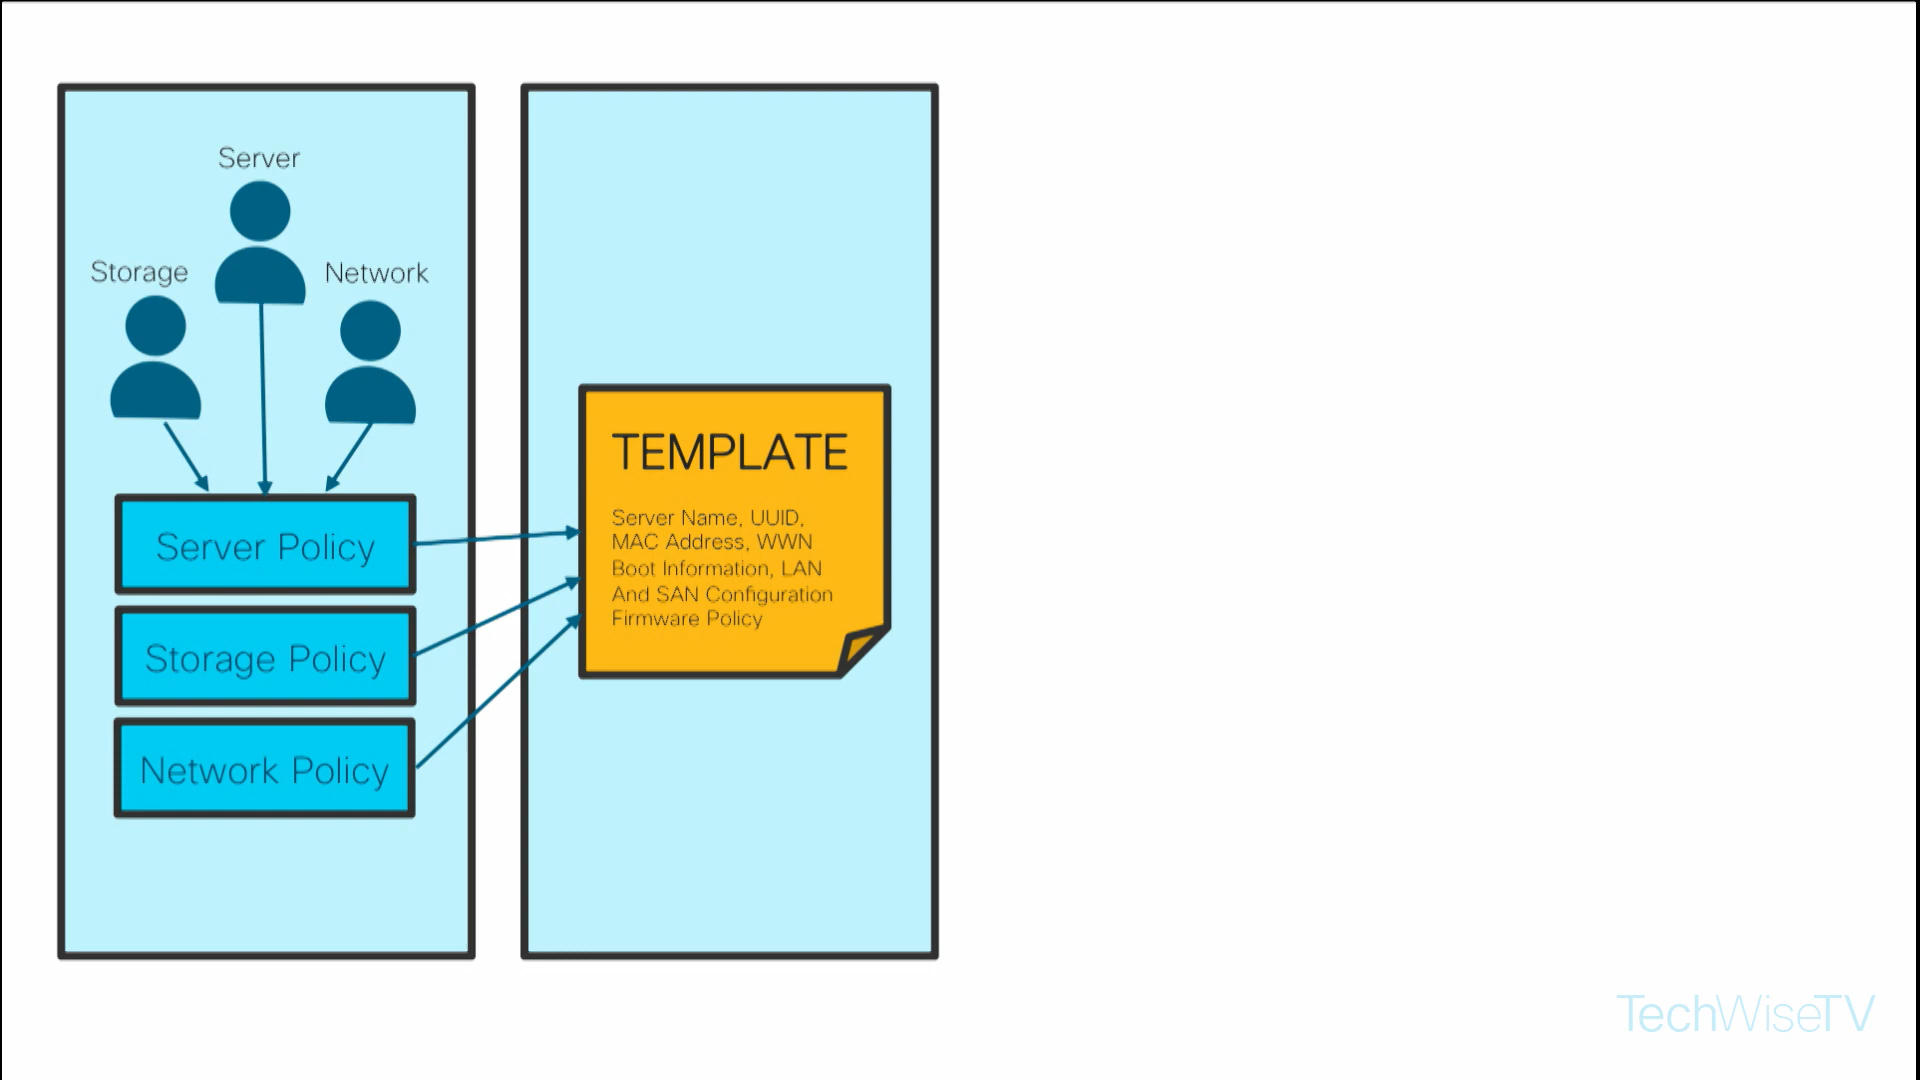 Server
Storage
Network
Server Policy
Storage Policy
Network Policy
TEMPLATE
Server Name, UUID,
MAC Address, WWN
Boot Information, LAN
And SAN Configuration
Firmware Policy
TechWiseTV